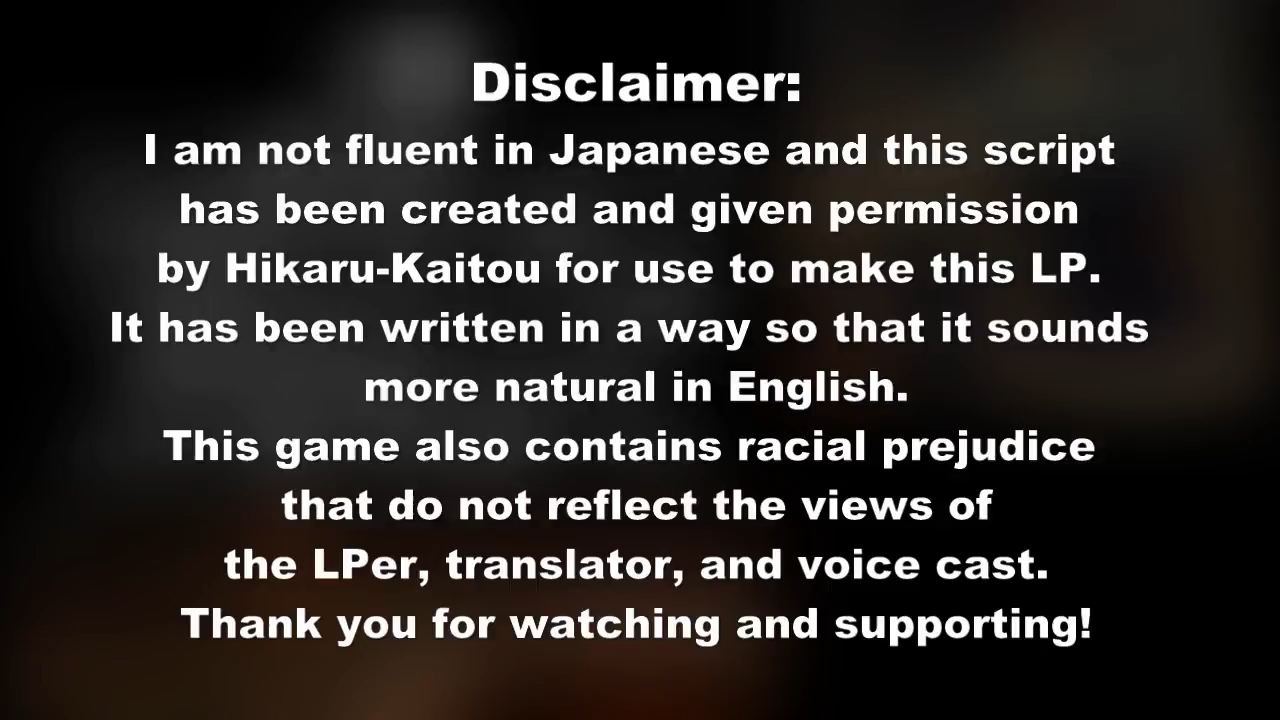 Disclaimer:
I am not fluent in Japanese and this script
has been created and given permission
by Hikaru-Kaitou for use to make this LP.
It has been written in a way so that it sounds
more natural in English.
This game also contains racial prejudice
that do not reflect the views of
the LPer, translator, and voice cast.
Thank you for watching and supporting!